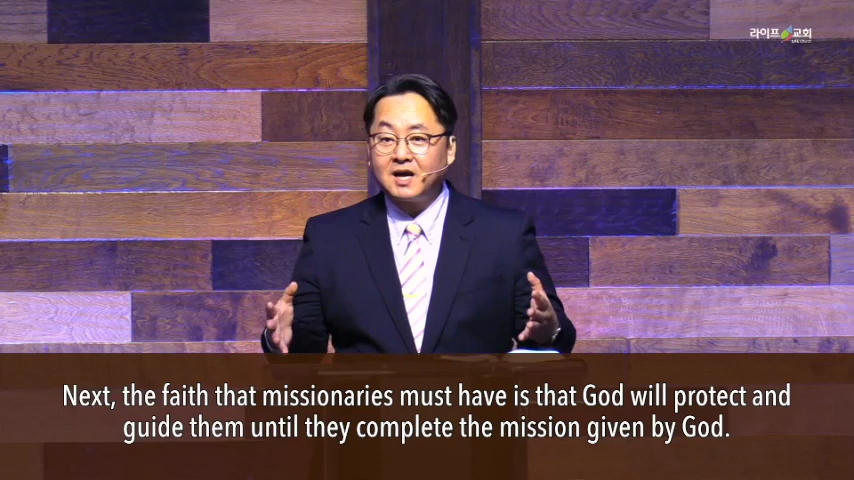 라이프 교회
Next, the faith that missionaries must have is that God will protect and
guide them until they complete the mission given by God.